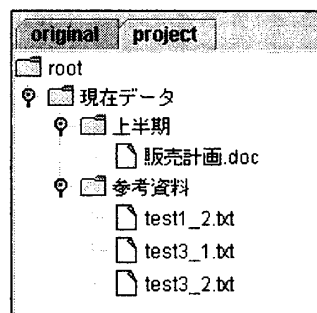 original project
root
現在データ
上半期
販売計画.doc
参考資料
test1_2.txt
test3_1.txt
test3_2.txt